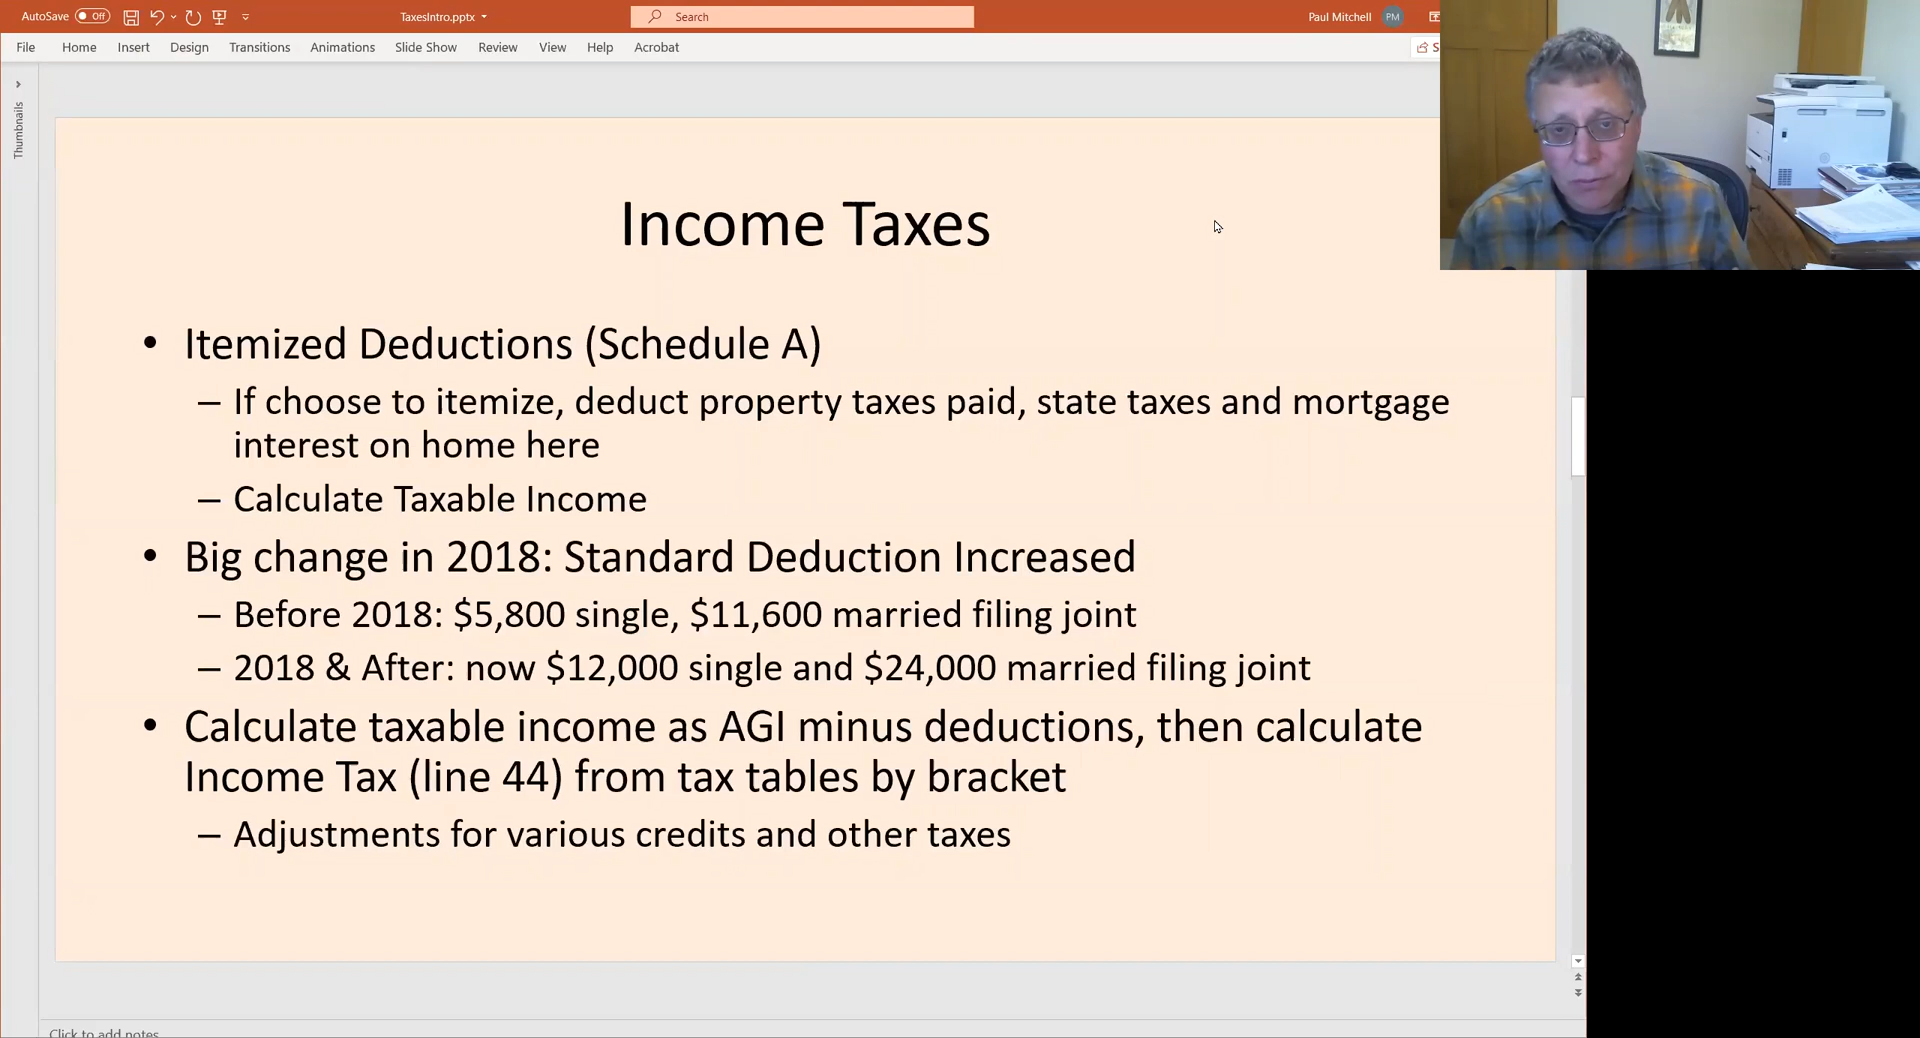 AutoSave Off TaxesIntro.pptx Search Paul Mitchell PM
File Home Insert Design Transitions Animations Slide Show Review View Help Acrobat S
Thumbnails
Income Taxes
• Itemized Deductions (Schedule A)
– If choose to itemize, deduct property taxes paid, state taxes and mortgage
interest on home here
– Calculate Taxable Income
• Big change in 2018: Standard Deduction Increased
– Before 2018: $5,800 single, $11,600 married filing joint
– 2018 & After: now $12,000 single and $24,000 married filing joint
• Calculate taxable income as AGI minus deductions, then calculate
Income Tax (line 44) from tax tables by bracket
– Adjustments for various credits and other taxes
Click to add notes